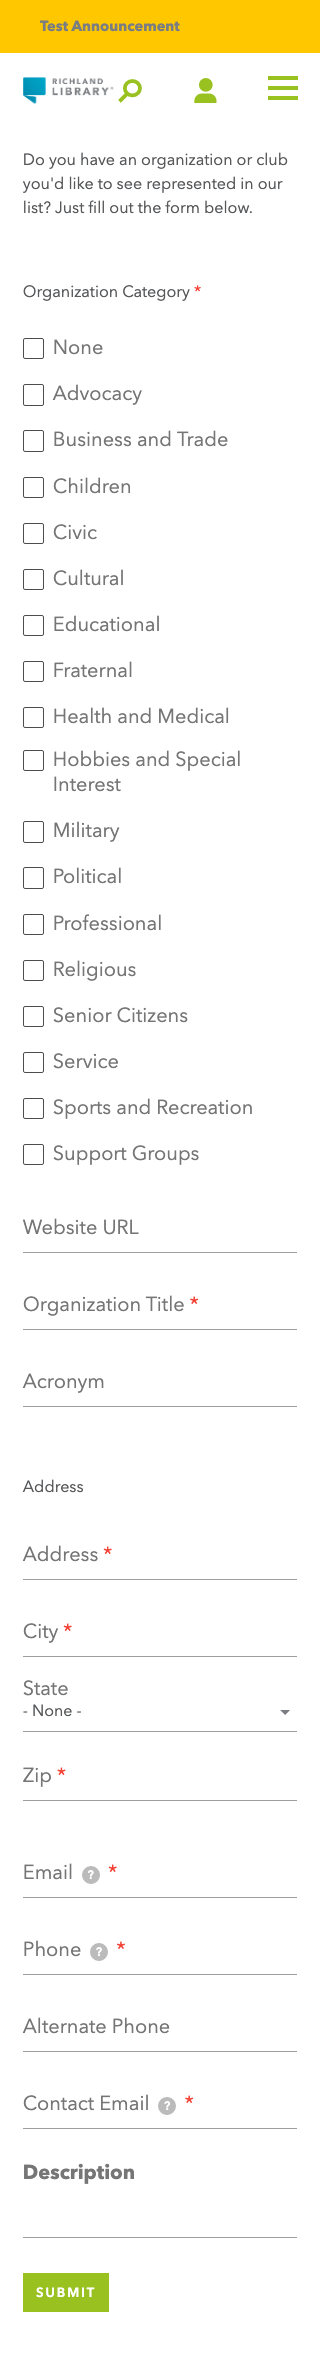 Test Announcement
RICHLAND
LIBRARY
Do you have an organization or club
you'd like to see represented in our
list? Just fill out the form below.
Organization Category *
None
Advocacy
Business and Trade
Children
Civic
Cultural
Educational
Fraternal
Health and Medical
Hobbies and Special
Interest
Military
Political
Professional
Religious
Senior Citizens
Service
Sports and Recreation
Support Groups
Website URL
Organization Title *
Acronym
Address
Address *
City *
State
- None -
Zip *
Email ? *
Phone ? *
Alternate Phone
Contact Email ? *
Description
SUBMIT